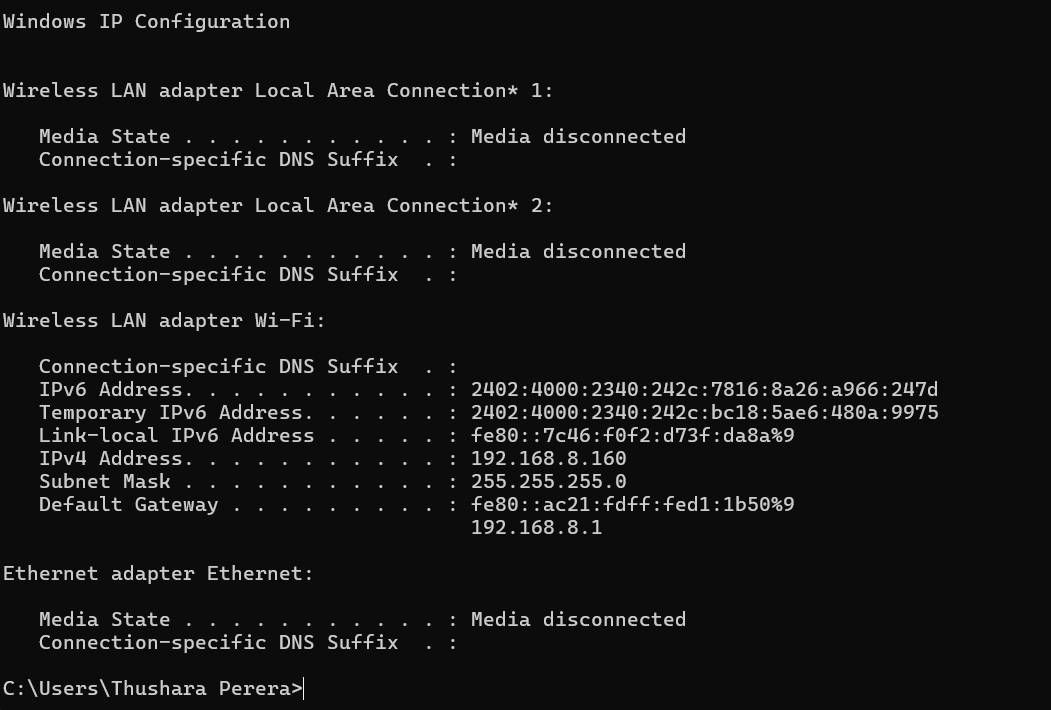 Windows IP Configuration
Wireless LAN adapter Local Area Connection* 1:
Media State . . . . . . . . . . . : Media disconnected
Connection-specific DNS Suffix  . :
Wireless LAN adapter Local Area Connection* 2:
Media State . . . . . . . . . . . : Media disconnected
Connection-specific DNS Suffix  . :
Wireless LAN adapter Wi-Fi:
Connection-specific DNS Suffix  . :
IPv6 Address. . . . . . . . . . . : 2402:4000:2340:242c:7816:8a26:a966:247d
Temporary IPv6 Address. . . . . . : 2402:4000:2340:242c:bc18:5ae6:480a:9975
Link-local IPv6 Address . . . . . : fe80::7c46:f0f2:d73f:da8a%9
IPv4 Address. . . . . . . . . . . : 192.168.8.160
Subnet Mask . . . . . . . . . . . : 255.255.255.0
Default Gateway . . . . . . . . . : fe80::ac21:fdff:fed1:1b50%9
192.168.8.1
Ethernet adapter Ethernet:
Media State . . . . . . . . . . . : Media disconnected
Connection-specific DNS Suffix  . :
C:\Users\Thushara Perera>